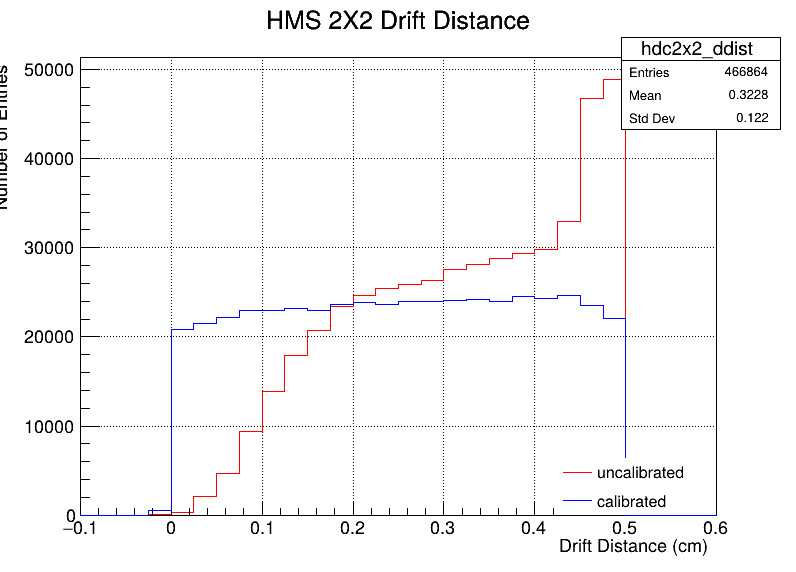 HMS 2X2 Drift Distance
hdc2x2_ddist
Entries 466864
Mean 0.3228
Std Dev 0.122
Number of Entries
50000
40000
30000
20000
10000
0
−0.1 0 0.1 0.2 0.3 0.4 0.5 0.6
Drift Distance (cm)
uncalibrated
calibrated